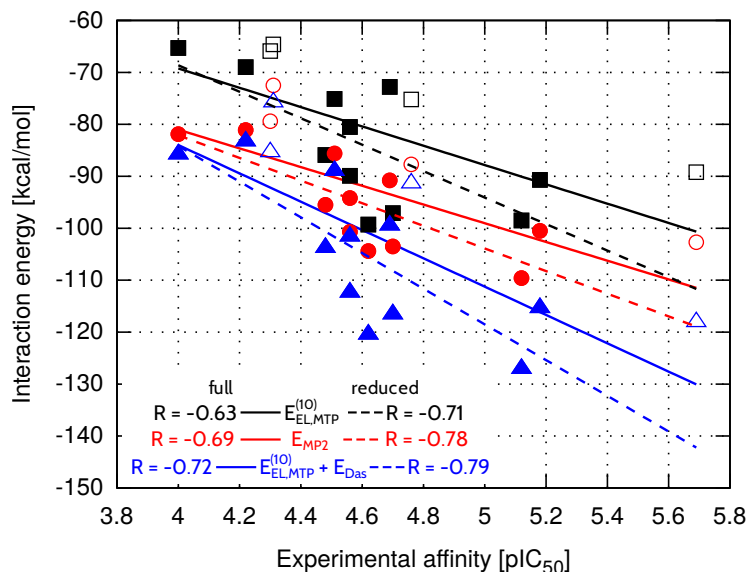 -50
-60
-70
-80
-90
-100
-110
-120
-130
-140
-150
Interaction energy [kcal/mol]
full reduced
R = -0.63 E(10)EL,MTP R = -0.71
R = -0.69 EMP2 R = -0.78
R = -0.72 E(10)EL,MTP + EDas R = -0.79
3.8 4 4.2 4.4 4.6 4.8 5 5.2 5.4 5.6 5.8
Experimental affinity [pIC50]